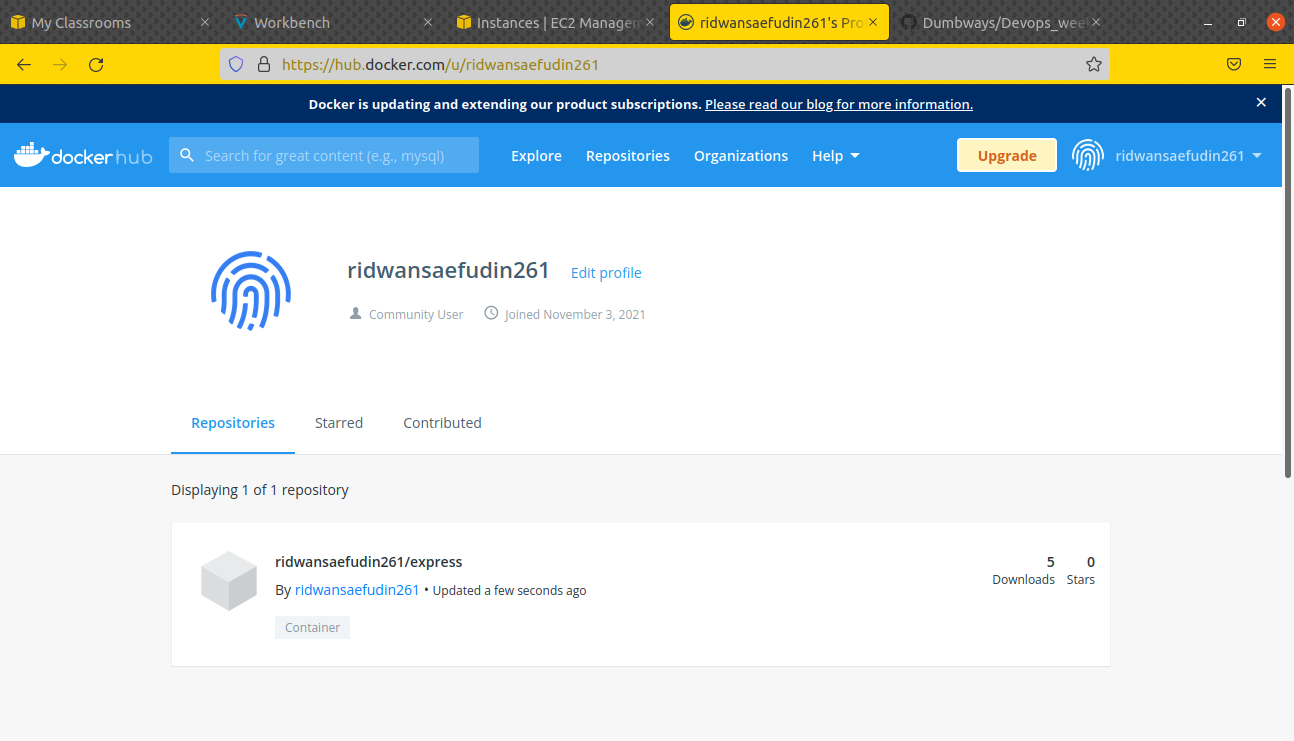 My Classrooms
Workbench
Instances | EC2 Managem
ridwansaefudin261's Pro
Dumbways/Devops_wee
https://hub.docker.com/u/ridwansaefudin261
Docker is updating and extending our product subscriptions. Please read our blog for more information.
docker hub
Search for great content (e.g., mysql)
Explore
Repositories
Organizations
Help
Upgrade
ridwansaefudin261
ridwansaefudin261 Edit profile
Community User Joined November 3, 2021
Repositories Starred Contributed
Displaying 1 of 1 repository
ridwansaefudin261/express
By ridwansaefudin261 • Updated a few seconds ago
Container
5
Downloads
0
Stars